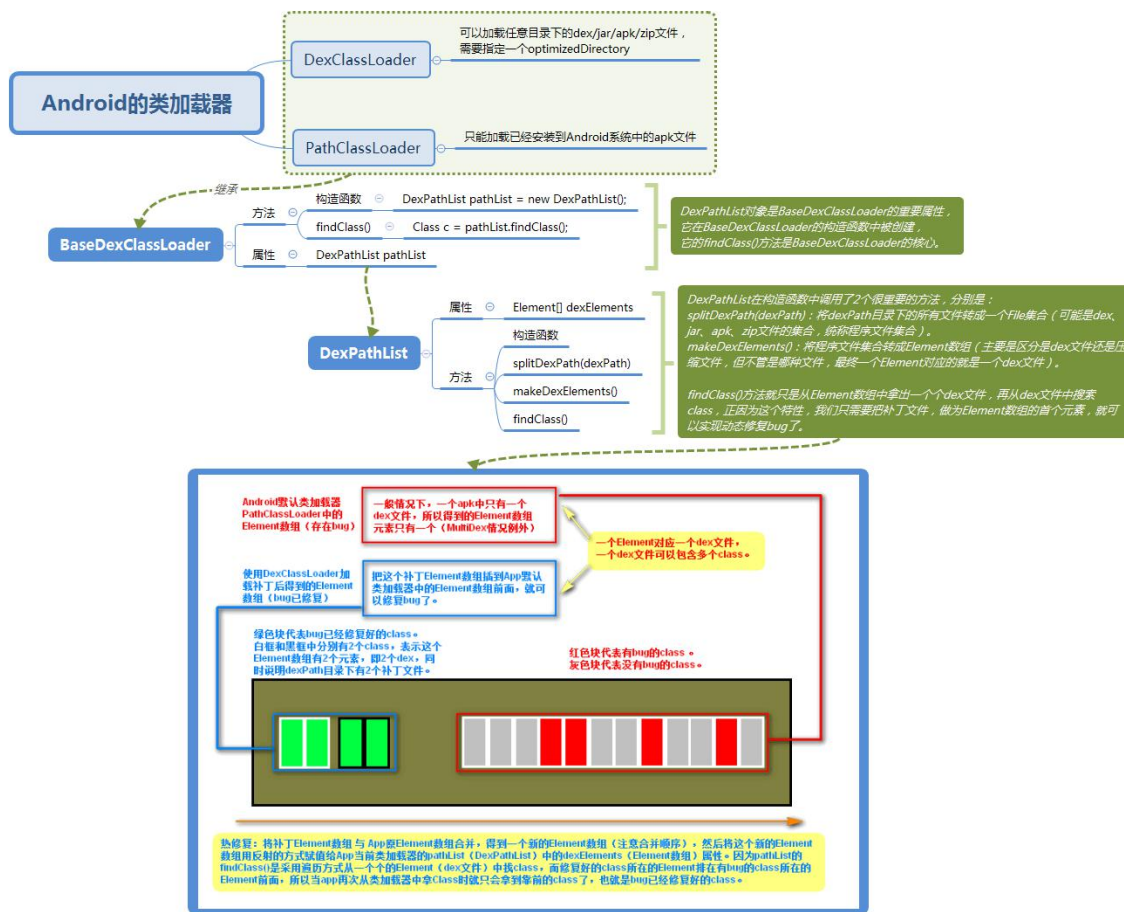 Android的类加载器
DexClassLoader
可以加载任意目录下的dex/jar/apk/zip文件，
需要指定一个optimizedDirectory
PathClassLoader
只能加载已经安装到Android系统中的apk文件
继承
BaseDexClassLoader
方法
构造函数
DexPathList pathList = new DexPathList();
findClass()
Class c = pathList.findClass();
属性
DexPathList pathList
DexPathList对象是BaseDexClassLoader的重要属性，
它在BaseDexClassLoader的构造函数中被创建，
它的findClass()方法是BaseDexClassLoader的核心。
DexPathList
属性
Element[] dexElements
方法
构造函数
splitDexPath(dexPath)
makeDexElements()
findClass()
DexPathList在构造函数中调用了2个很重要的方法，分别是：
splitDexPath(dexPath)：将dexPath目录下的所有文件转成一个File集合（可能是dex、
jar、apk、zip文件的集合，统称程序文件集合）。
makeDexElements()：将程序文件集合转成Element数组（主要是区分是dex文件还是压
缩文件，但不管是哪种文件，最终一个Element对应的就是一个dex文件）。
findClass()方法就只是从Element数组中拿出一个个dex文件，再从dex文件中搜索
class，正因为这个特性，我们只需要把补丁文件，做为Element数组的首个元素，就可
以实现动态修复bug了。
Android默认类加载器
PathClassLoader中的
Element数组（存在bug）
一般情况下，一个apk中只有一个
dex文件，所以得到的Element数组
元素只有一个（MultiDex情况例外）
一个Element对应一个dex文件，
一个dex文件可以包含多个class。
使用DexClassLoader加
载补丁后得到的Element
数组（bug已修复）
把这个补丁Element数组插到App默认
类加载器中的Element数组前面，就可
以修复bug了。
绿色块代表bug已经修复好的class。
白框和黑框中分别有2个class，表示这个
Element数组有2个元素，即2个dex，同
时说明dexPath目录下有2个补丁文件。
红色块代表有bug的class。
灰色块代表没有bug的class。
热修复：将补丁Element数组 与 App原Element数组合并，得到一个新的Element数组（注意合并顺序），然后将这个新的Element
数组用反射的方式赋值给App当前类加载器的pathList（DexPathList）中的dexElements（Element数组）属性。因为pathList的
findClass()是采用遍历方式从一个个的Element（dex文件）中找class，而修复好的class所在的Element排在有bug的class所在的
Element前面，所以当app再次从类加载器中拿Class时就只会拿到靠前的class了，也就是bug已经修复好的class。